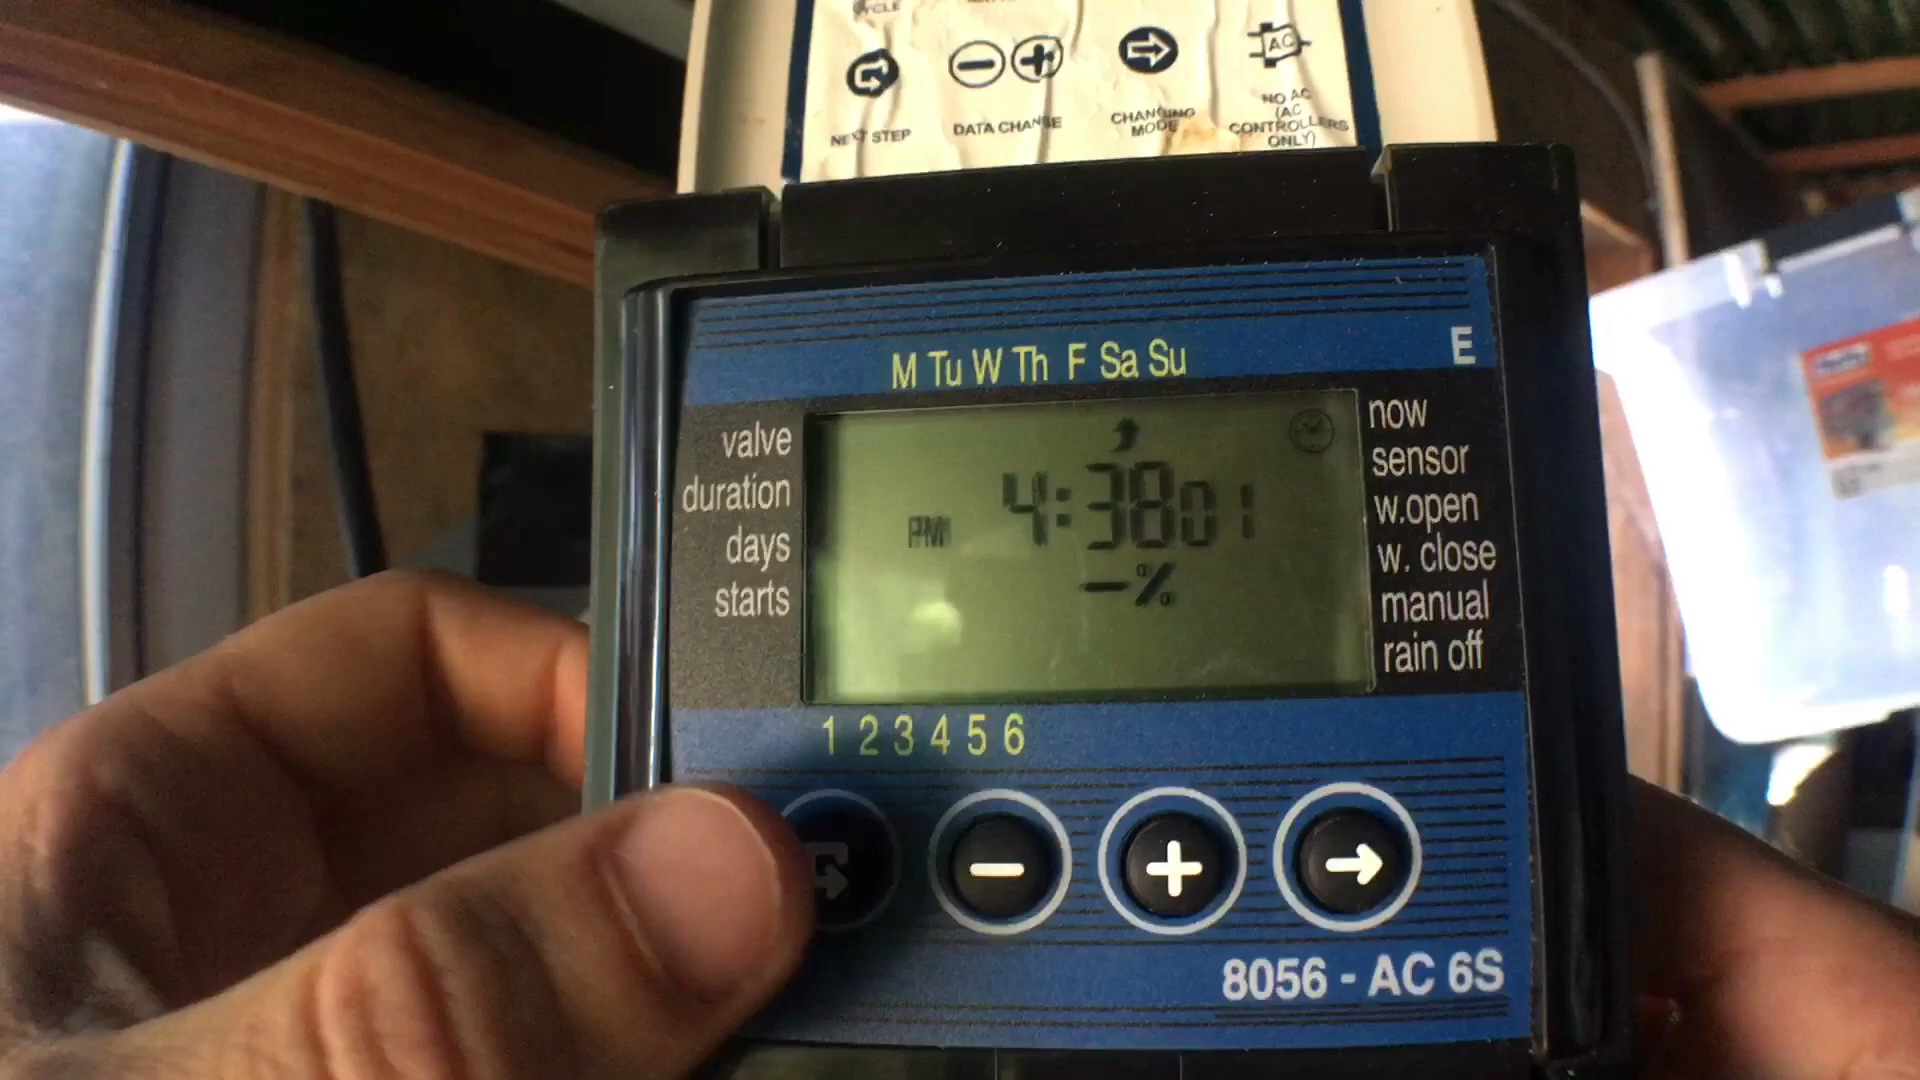 CYCLE
AC
NEXT STEP
DATA CHANGE
CHANGING
MODE
NO AC
(AC
CONTROLLERS
ONLY)
M Tu W Th F Sa Su
E
valve
duration
days
starts
PM 4:38 01
-%
now
sensor
w.open
w. close
manual
rain off
1 2 3 4 5 6
8056 - AC 6S